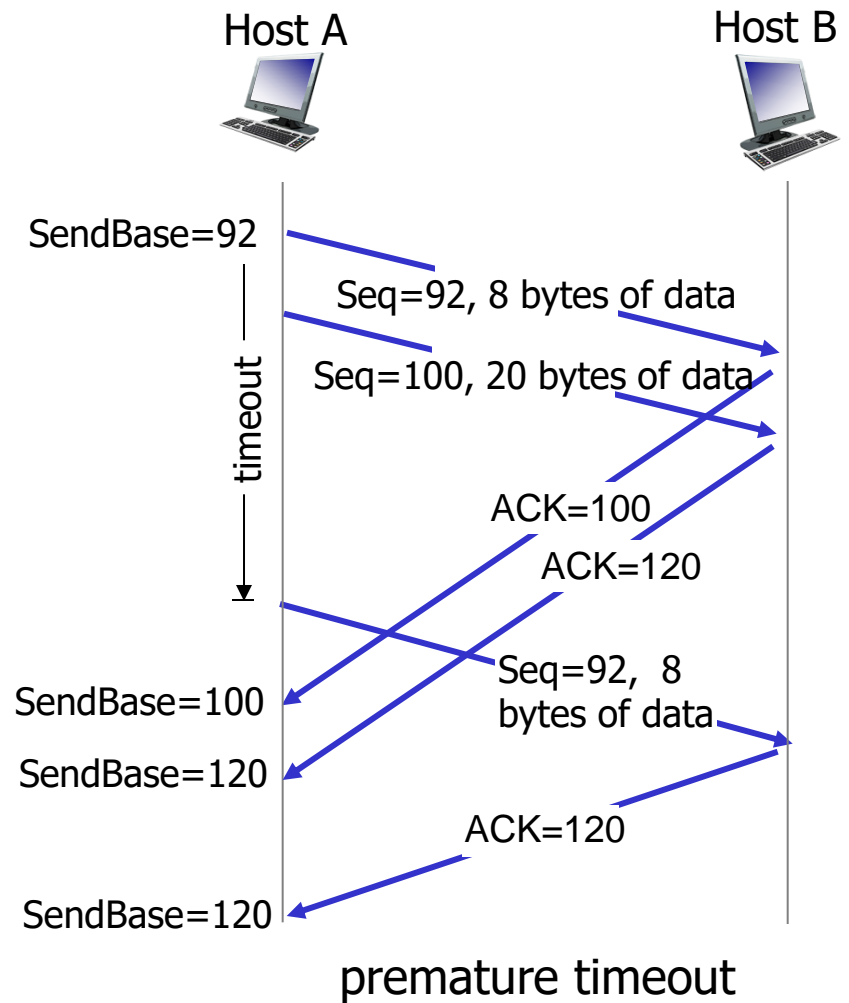 Host A
Host B
SendBase=92
Seq=92, 8 bytes of data
Seq=100, 20 bytes of data
timeout
ACK=100
ACK=120
Seq=92, 8
bytes of data
SendBase=100
SendBase=120
ACK=120
SendBase=120
premature timeout